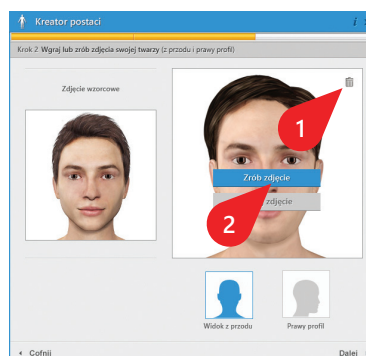 Kreator postaci
i
Krok 2 Wgraj lub zrób zdjęcia swojej twarzy (z przodu i prawy profil)
Zdjęcie wzorcowe
1
Zrób zdjęcie
zdjęcie
2
Widok z przodu
Prawy profil
Cofnij
Dalej